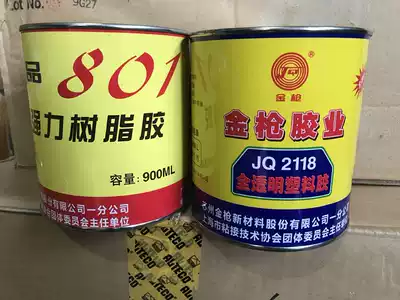 Lot No.
9G27
品
801
强力树脂胶
容量: 900ML
有限公司一分公司
体委员会主任单位
金枪
金枪胶业
JQ 2118
全透明塑料胶
州金枪新材料股份有限公司一分公司
上海市粘接技术协会团体委员会主任单位
AUTECO